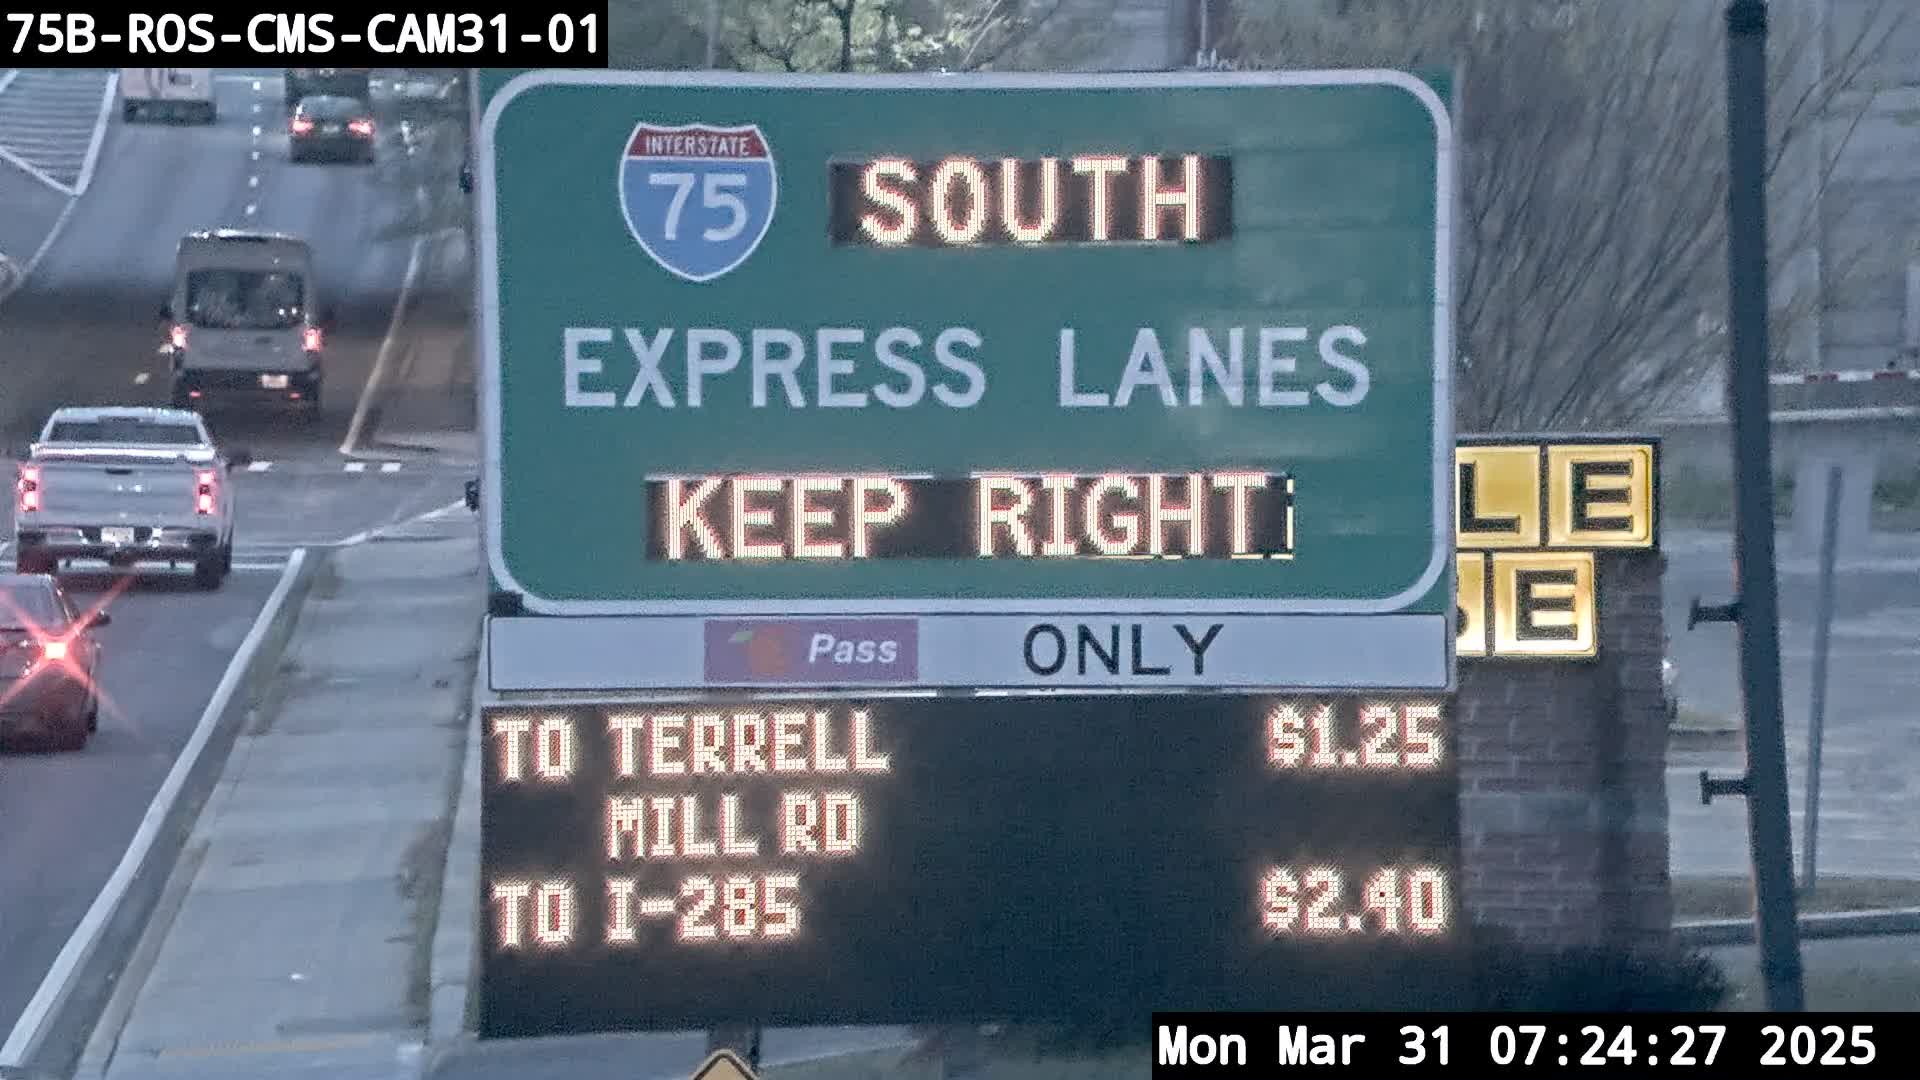 75B-ROS-CMS-CAM31-01
INTERSTATE
75
SOUTH
EXPRESS LANES
KEEP RIGHT
Pass ONLY
TO TERRELL $1.25
MILL RD
TO I-285 $2.40
LE
E
Mon Mar 31 07:24:27 2025